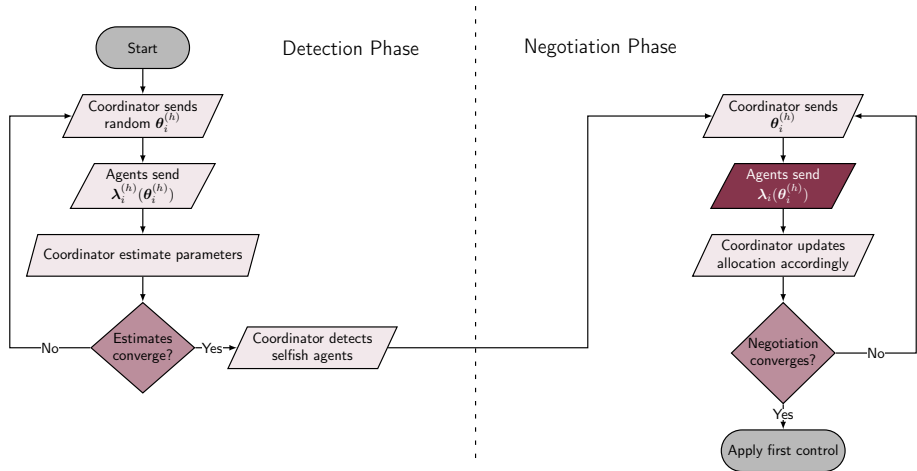 Detection Phase
Negotiation Phase
Start
Coordinator sends
random θ_i^{(h)}
Agents send
λ_i^{(h)}(θ_i^{(h)})
Coordinator estimate parameters
Estimates
converge?
No
Yes
Coordinator detects
selfish agents
Coordinator sends
θ_i^{(h)}
Agents send
λ_i(θ_i^{(h)})
Coordinator updates
allocation accordingly
Negotiation
converges?
No
Yes
Apply first control